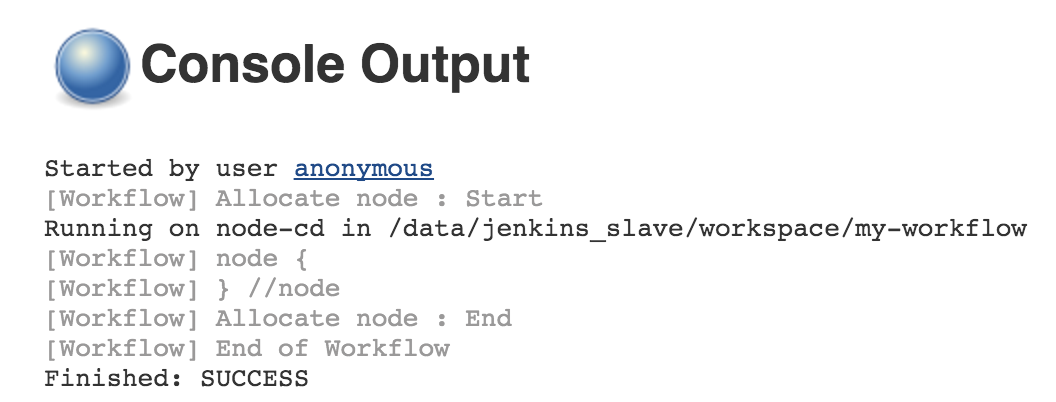 Console Output
Started by user anonymous
[Workflow] Allocate node : Start
Running on node-cd in /data/jenkins_slave/workspace/my-workflow
[Workflow] node {
[Workflow] } //node
[Workflow] Allocate node : End
[Workflow] End of Workflow
Finished: SUCCESS